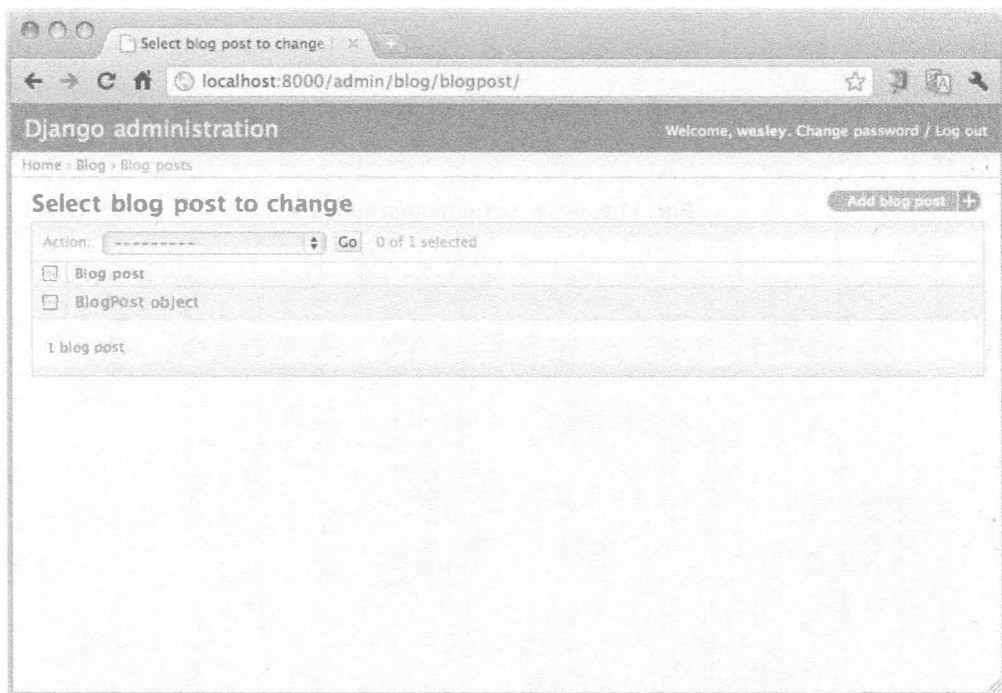 Select blog post to change
localhost:8000/admin/blog/blogpost/
Django administration
Welcome, wesley. Change password / Log out
Home › Blog › Blog posts
Select blog post to change
Add blog post +
Action: --------- Go 0 of 1 selected
Blog post
BlogPost object
1 blog post